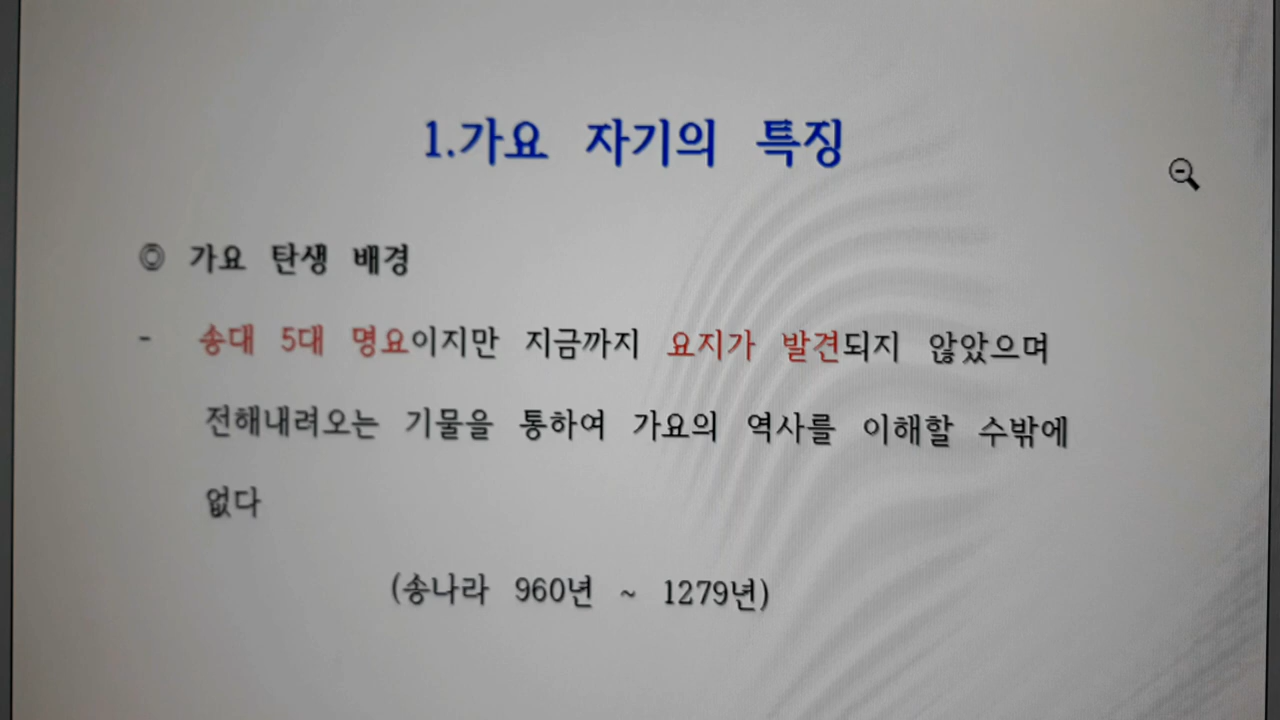 1.가요 자기의 특징
◎ 가요 탄생 배경
- 송대 5대 명요이지만 지금까지 요지가 발견되지 않았으며
전해내려오는 기물을 통하여 가요의 역사를 이해할 수밖에
없다
(송나라 960년 ~ 1279년)